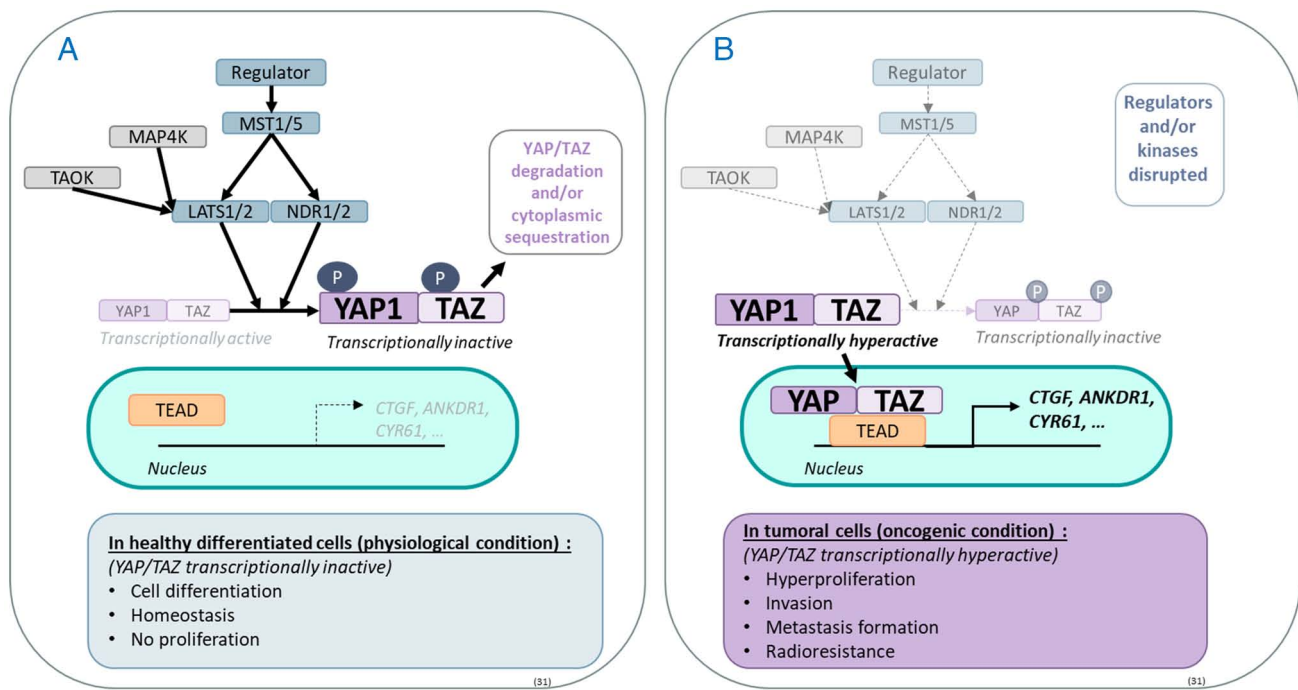 A
Regulator
MST1/5
MAP4K
TAOK
LATS1/2
NDR1/2
YAP/TAZ
degradation
and/or
cytoplasmic
sequestration
P
P
YAP1
TAZ
YAP1
TAZ
Transcriptionally active
Transcriptionally inactive
TEAD
CTGF, ANKDR1,
CYR61, ...
Nucleus
In healthy differentiated cells (physiological condition) :
(YAP/TAZ transcriptionally inactive)
• Cell differentiation
• Homeostasis
• No proliferation
(31)
B
Regulator
MST1/5
MAP4K
TAOK
LATS1/2
NDR1/2
Regulators
and/or
kinases
disrupted
P
P
YAP1
TAZ
YAP
TAZ
Transcriptionally hyperactive
Transcriptionally inactive
YAP
TAZ
TEAD
CTGF, ANKDR1,
CYR61, ...
Nucleus
In tumoral cells (oncogenic condition) :
(YAP/TAZ transcriptionally hyperactive)
• Hyperproliferation
• Invasion
• Metastasis formation
• Radioresistance
(31)